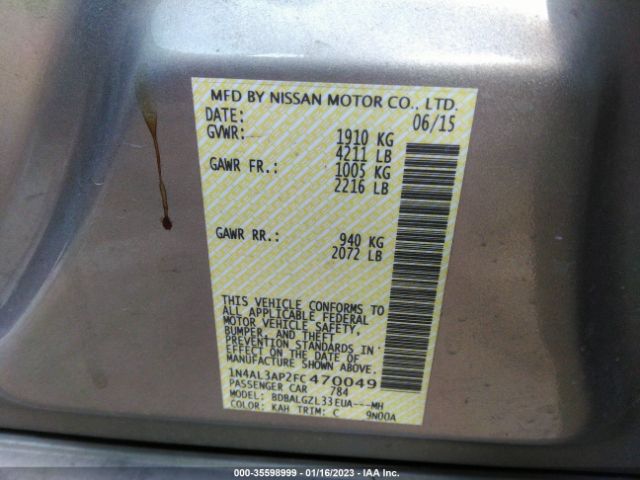 MFD BY NISSAN MOTOR CO., LTD.
DATE: 06/15
GVWR: 1910 KG
4211 LB
GAWR FR.: 1005 KG
2216 LB
GAWR RR.: 940 KG
2072 LB
THIS VEHICLE CONFORMS TO
ALL APPLICABLE FEDERAL
MOTOR VEHICLE SAFETY,
BUMPER, AND THEFT
PREVENTION STANDARDS IN
EFFECT ON THE DATE OF
MANUFACTURE SHOWN ABOVE.
1N4AL3AP2FC470049
PASSENGER CAR 784
MODEL: BDBALGZL33EUA---MH
COLOR: KAH TRIM: C 9N00A
000-35598999 - 01/16/2023 - IAA Inc.